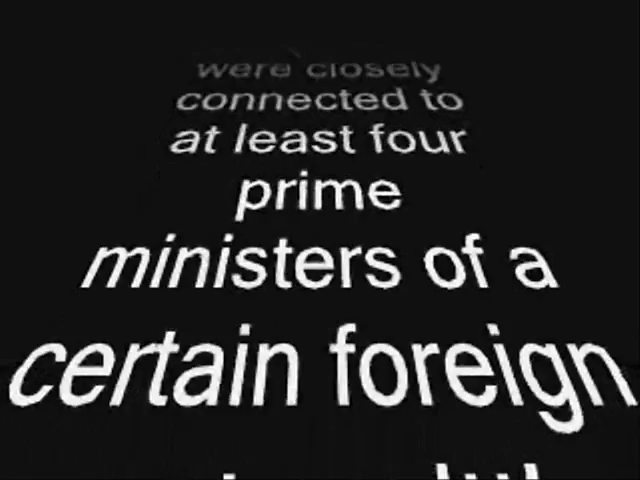 were closely
connected to
at least four
prime
ministers of a
certain foreign